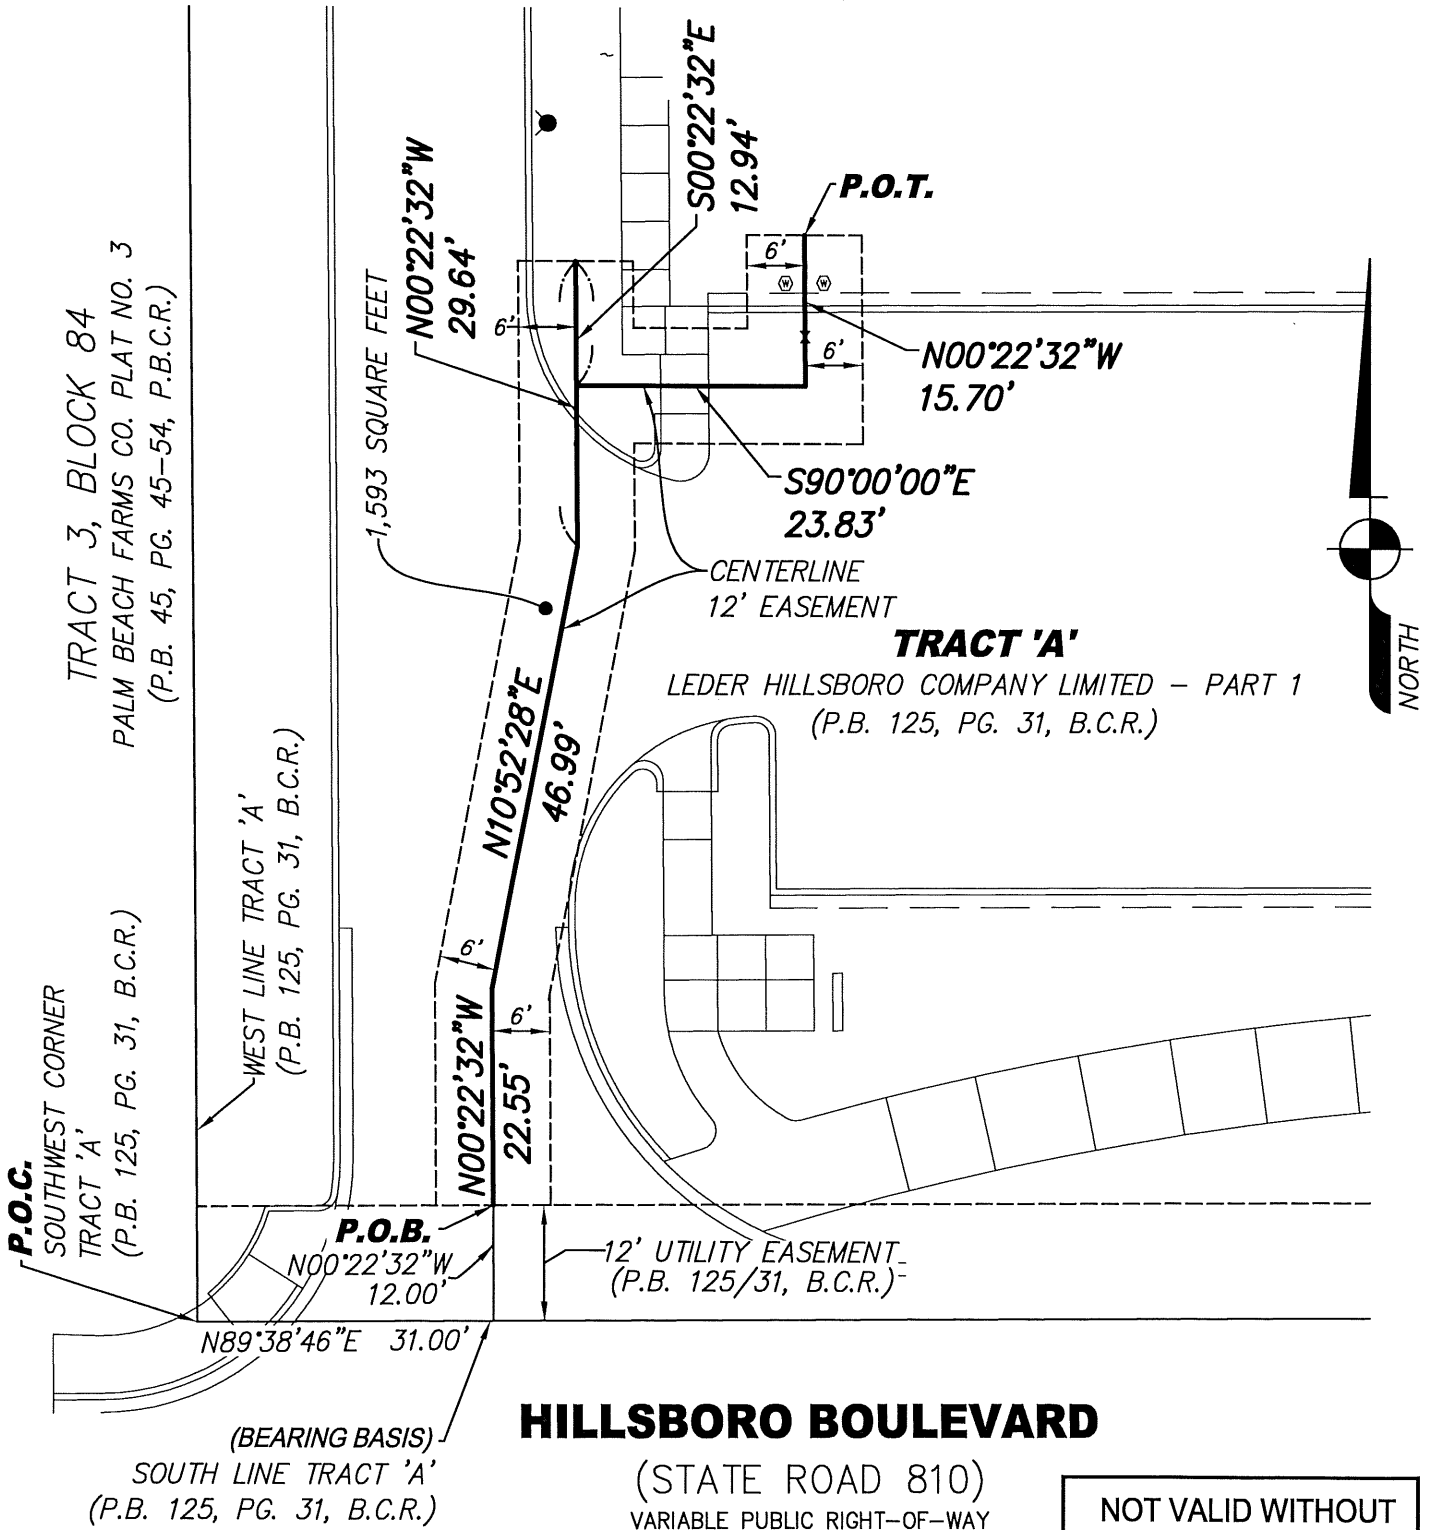 S00°22'32"E
12.94'
N00°22'32"W
29.64'
P.O.T.
6'
W
W
6'
6'
N00°22'32"W
15.70'
S90°00'00"E
23.83'
1,593 SQUARE FEET
CENTERLINE
12' EASEMENT
TRACT 3, BLOCK 84
PALM BEACH FARMS CO. PLAT NO. 3
(P.B. 45, PG. 45-54, P.B.C.R.)
TRACT 'A'
LEDER HILLSBORO COMPANY LIMITED - PART 1
(P.B. 125, PG. 31, B.C.R.)
NORTH
N10°52'28"E
46.99'
WEST LINE TRACT 'A'
(P.B. 125, PG. 31, B.C.R.)
6'
6'
N00°22'32"W
22.55'
P.O.C.
SOUTHWEST CORNER
TRACT 'A'
(P.B. 125, PG. 31, B.C.R.)
P.O.B.
N00°22'32"W
12.00'
12' UTILITY EASEMENT
(P.B. 125/31, B.C.R.)
N89°38'46"E 31.00'
(BEARING BASIS)
SOUTH LINE TRACT 'A'
(P.B. 125, PG. 31, B.C.R.)
HILLSBORO BOULEVARD
(STATE ROAD 810)
VARIABLE PUBLIC RIGHT-OF-WAY
NOT VALID WITHOUT